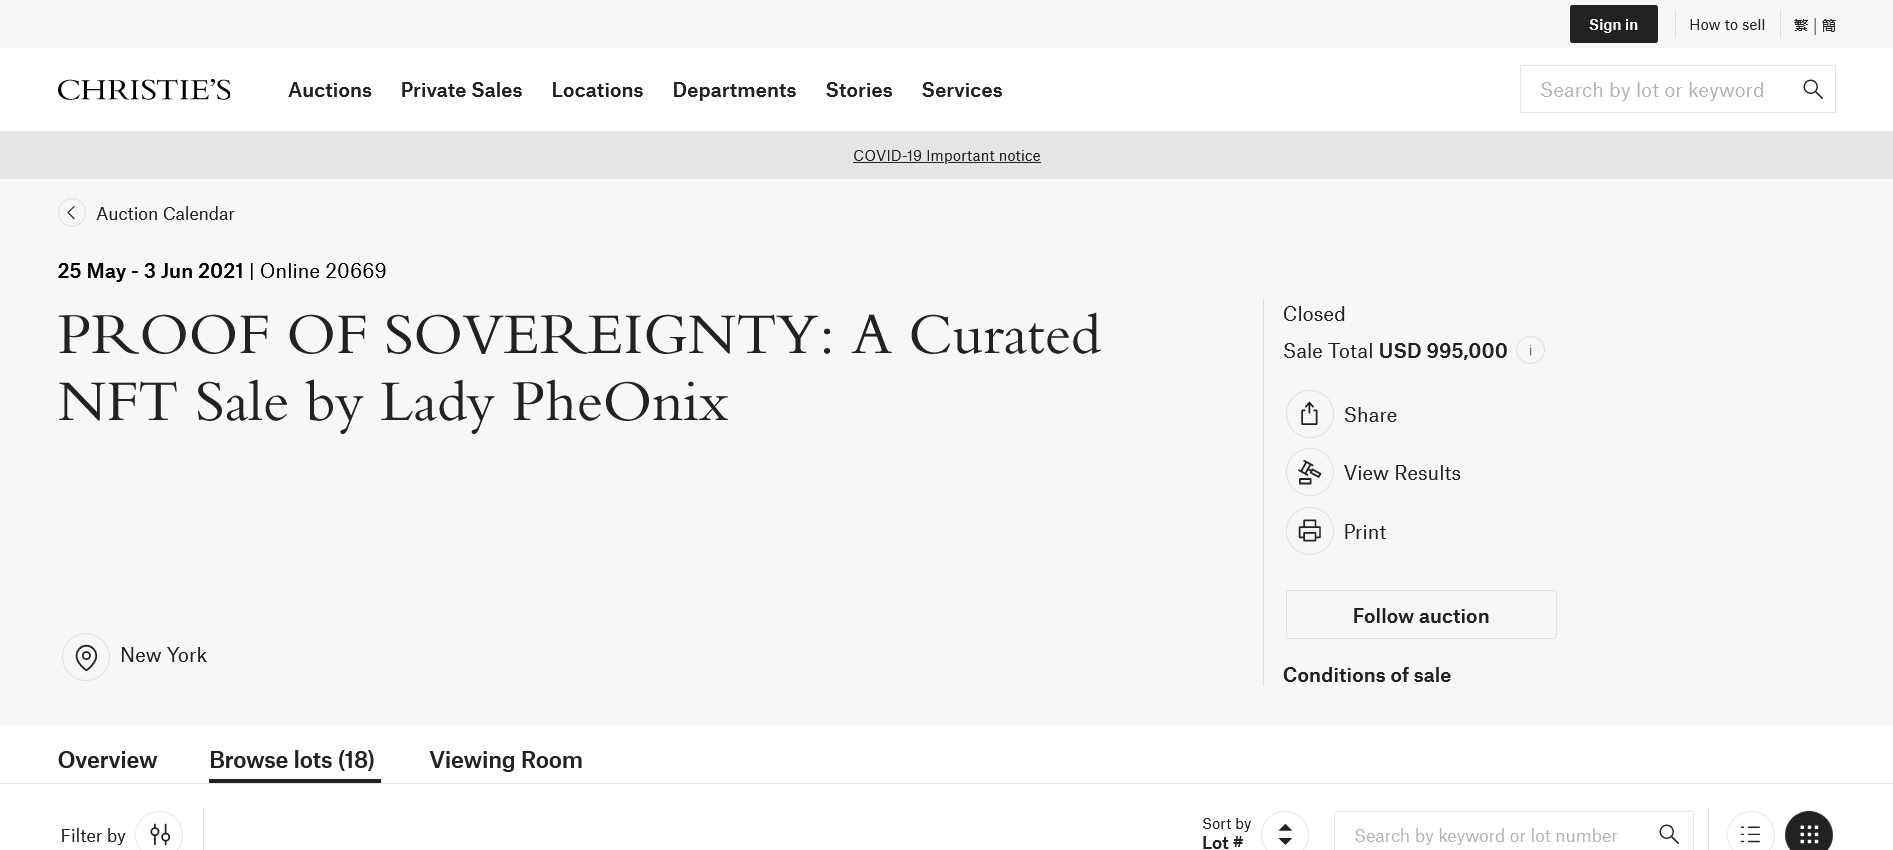 Sign in
How to sell
繁 | 簡
CHRISTIE'S
Auctions
Private Sales
Locations
Departments
Stories
Services
Search by lot or keyword
COVID-19 Important notice
Auction Calendar
25 May - 3 Jun 2021 | Online 20669
PROOF OF SOVEREIGNTY: A Curated
NFT Sale by Lady PheOnix
New York
Closed
Sale Total USD 995,000
i
Share
View Results
Print
Follow auction
Conditions of sale
Overview
Browse lots (18)
Viewing Room
Filter by
Sort by
Lot #
Search by keyword or lot number